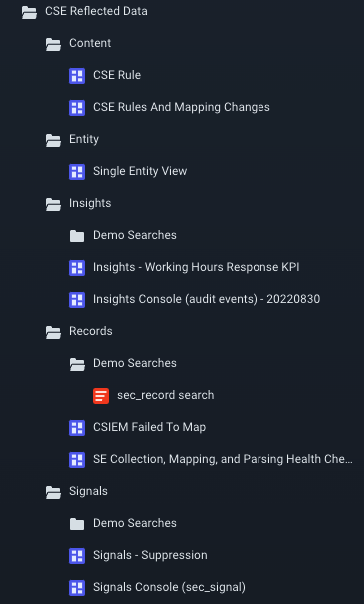 CSE Reflected Data
Content
CSE Rule
CSE Rules And Mapping Changes
Entity
Single Entity View
Insights
Demo Searches
Insights - Working Hours Response KPI
Insights Console (audit events) - 20220830
Records
Demo Searches
sec_record search
CSIEM Failed To Map
SE Collection, Mapping, and Parsing Health Che...
Signals
Demo Searches
Signals - Suppression
Signals Console (sec_signal)